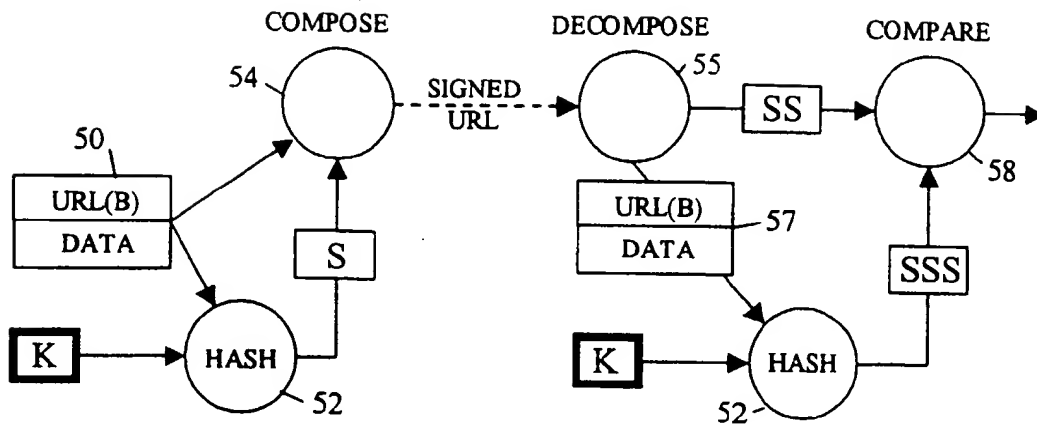 COMPOSE
DECOMPOSE
COMPARE
54
55
SIGNED
URL
SS
50
58
URL(B)
DATA
URL(B)
57
DATA
S
SSS
K
HASH
K
HASH
52
52